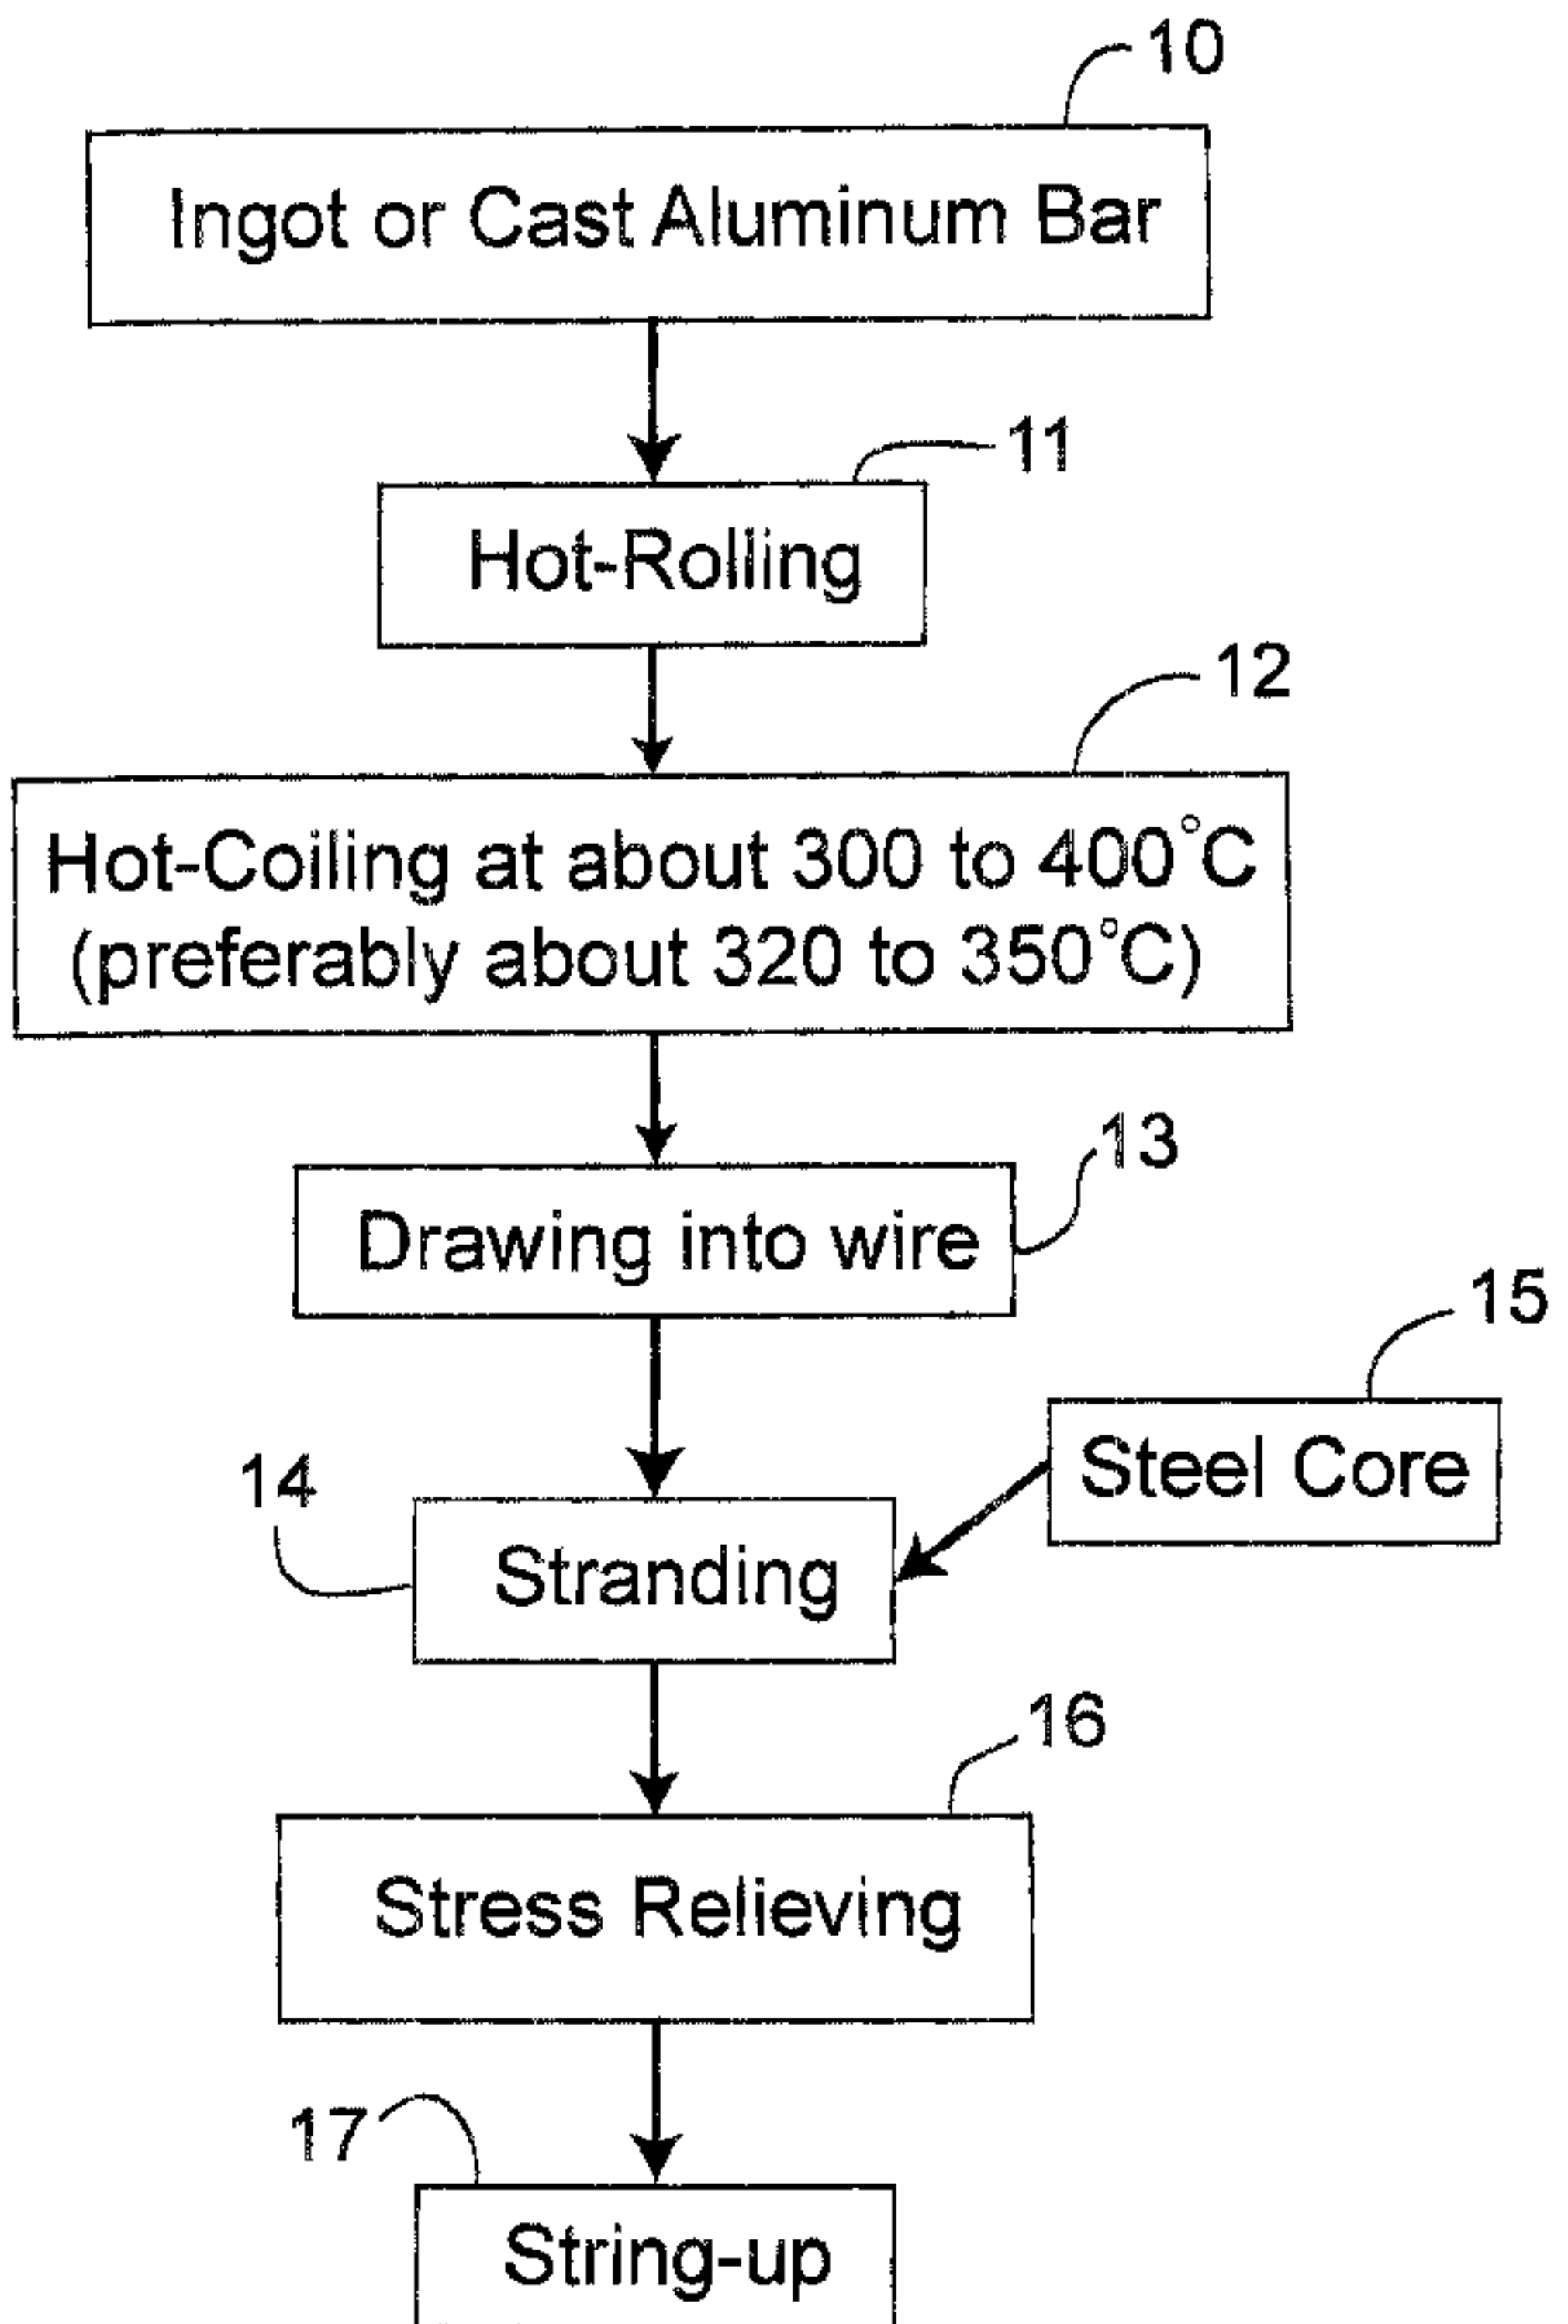 10
Ingot or Cast Aluminum Bar
11
Hot-Rolling
12
Hot-Coiling at about 300 to 400°C
(preferably about 320 to 350°C)
13
Drawing into wire
15
Steel Core
14
Stranding
16
Stress Relieving
17
String-up